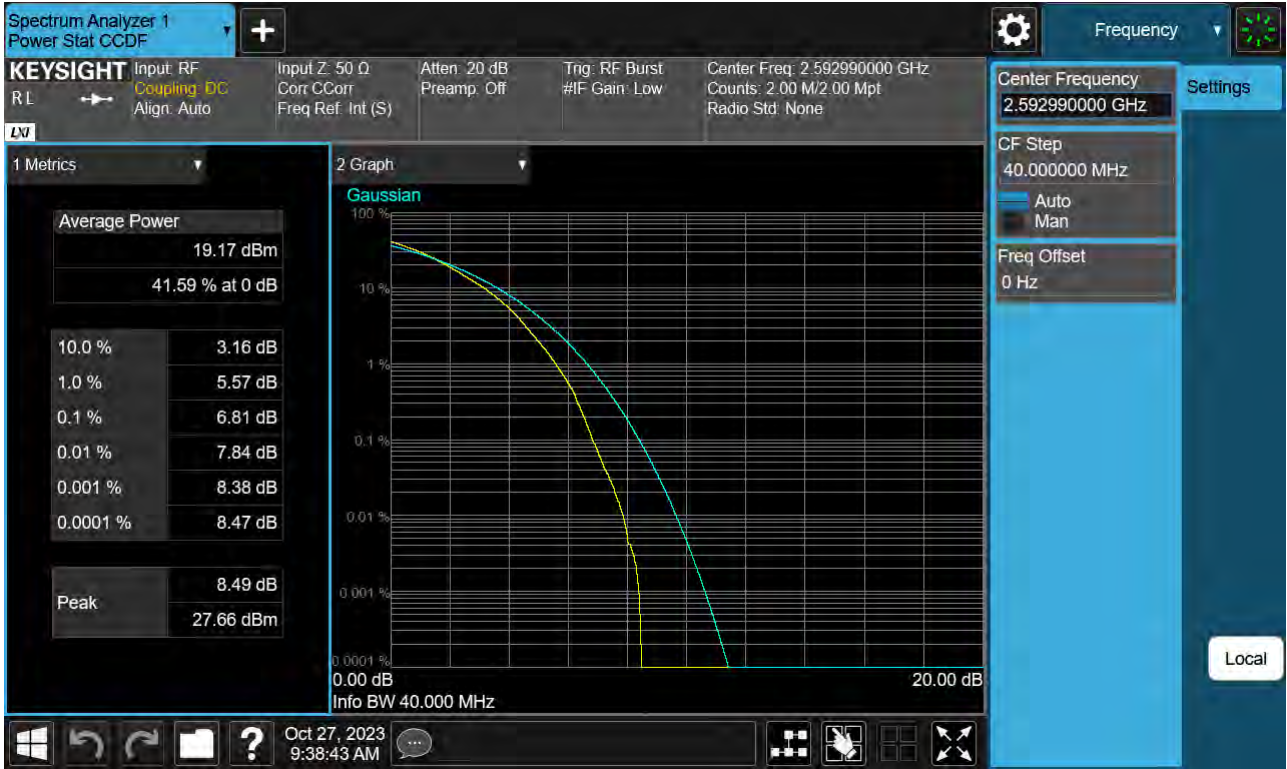 Spectrum Analyzer 1
Power Stat CCDF
+
Frequency
KEYSIGHT
R L
LXI
Input: RF
Coupling: DC
Align: Auto
Input Z: 50 Ω
Corr CCorr
Freq Ref: Int (S)
Atten: 20 dB
Preamp: Off
Trig: RF Burst
#IF Gain: Low
Center Freq: 2.592990000 GHz
Counts: 2.00 M/2.00 Mpt
Radio Std: None
Center Frequency
2.592990000 GHz
Settings
CF Step
40.000000 MHz
Auto
Man
Freq Offset
0 Hz
Local
1 Metrics
Average Power
19.17 dBm
41.59 % at 0 dB
10.0 % 3.16 dB
1.0 % 5.57 dB
0.1 % 6.81 dB
0.01 % 7.84 dB
0.001 % 8.38 dB
0.0001 % 8.47 dB
Peak
8.49 dB
27.66 dBm
2 Graph
Gaussian
100 %
10 %
1 %
0.1 %
0.01 %
0.001 %
0.0001 %
0.00 dB 20.00 dB
Info BW 40.000 MHz
?
Oct 27, 2023
9:38:43 AM